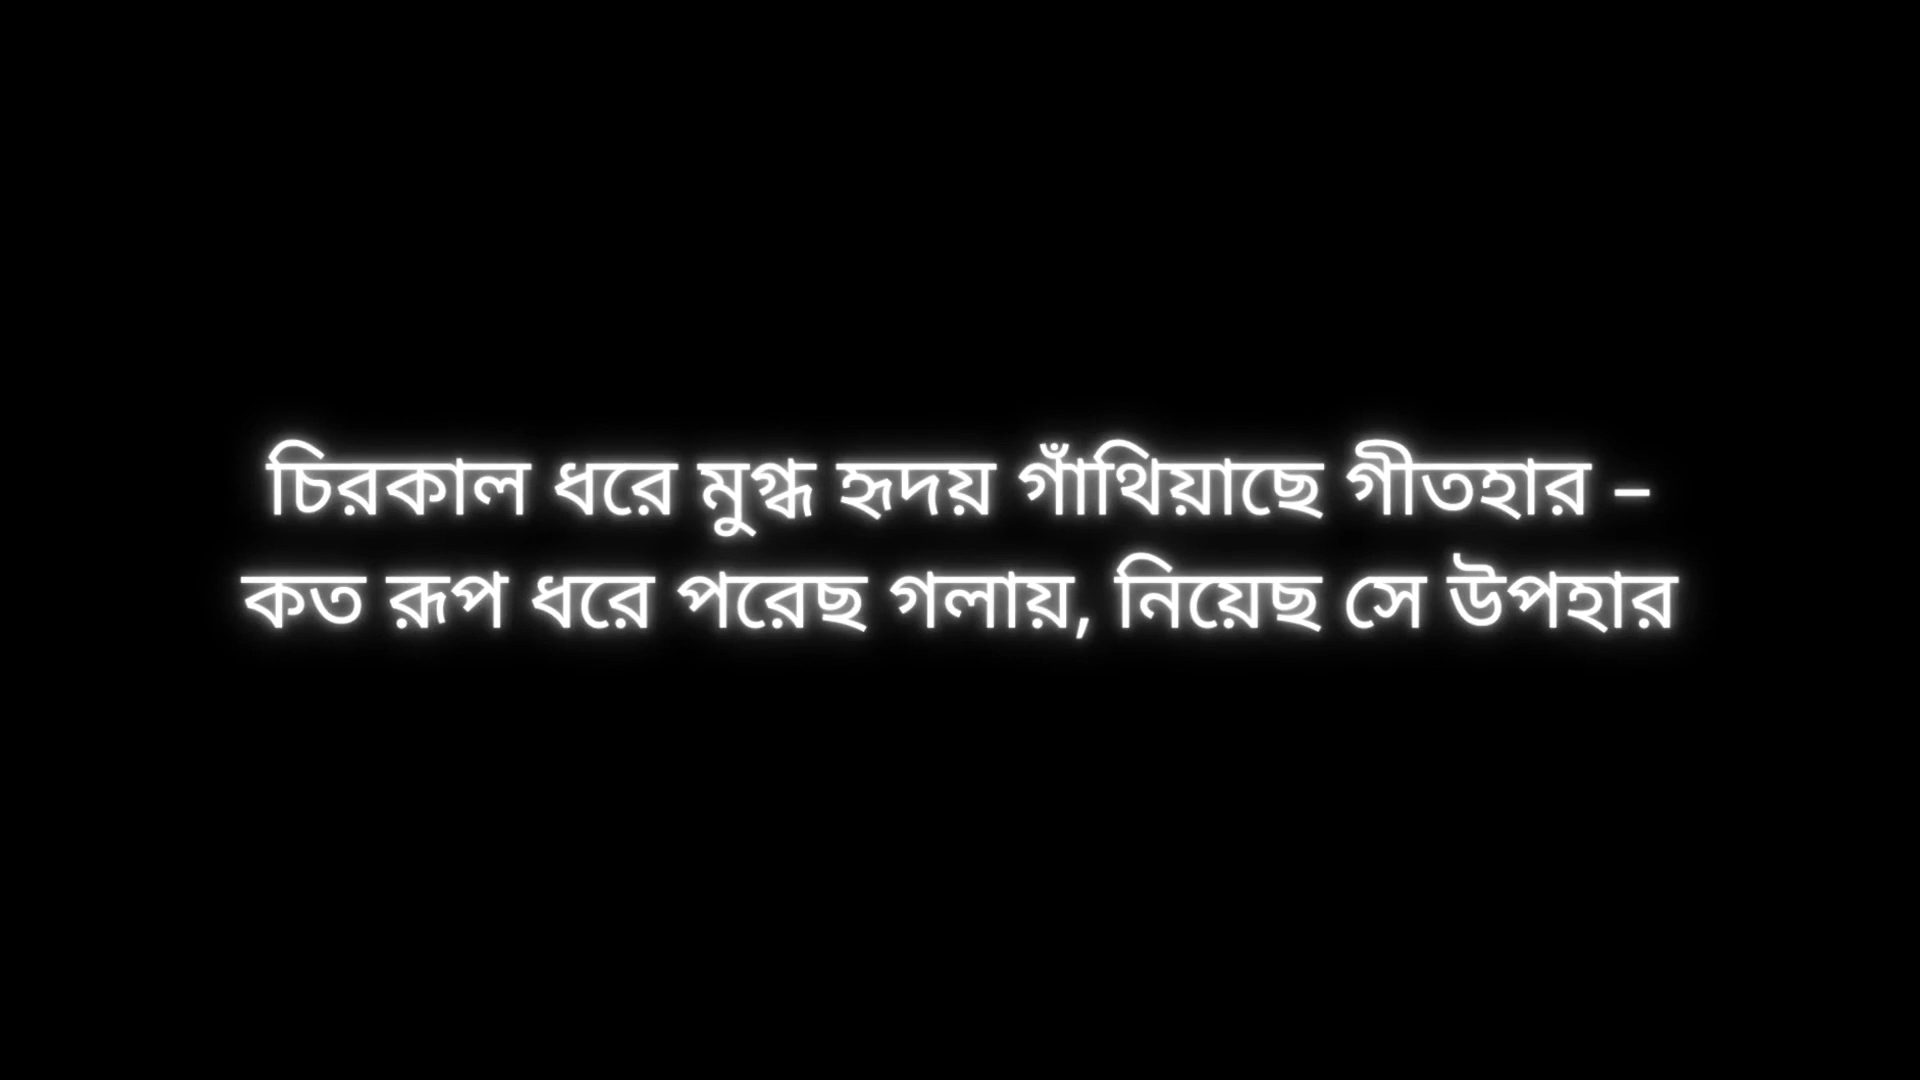 চিরকাল ধরে মুগ্ধ হৃদয় গাঁথিয়াছে গীতহার –
কত রূপ ধরে পরেছ গলায়, নিয়েছ সে উপহার